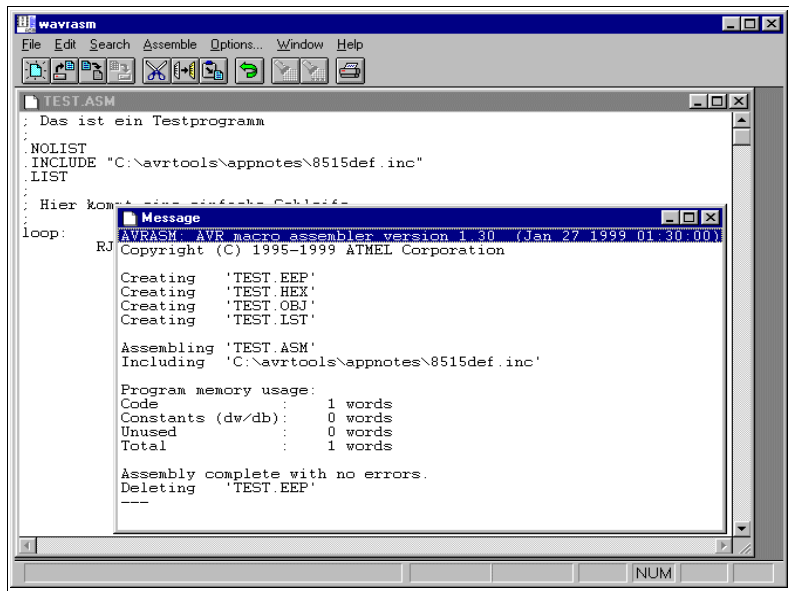 wavrasm
File Edit Search Assemble Options... Window Help
TEST.ASM
; Das ist ein Testprogramm
;
.NOLIST
.INCLUDE "C:\avrtools\appnotes\8515def.inc"
.LIST
;
; Hier kommt eine einfache Schleife
;
loop:
RJ
Message
AVRASM: AVR macro assembler version 1.30 (Jan 27 1999 01:30:00)
Copyright (C) 1995-1999 ATMEL Corporation
Creating 'TEST.EEP'
Creating 'TEST.HEX'
Creating 'TEST.OBJ'
Creating 'TEST.LST'
Assembling 'TEST.ASM'
Including 'C:\avrtools\appnotes\8515def.inc'
Program memory usage:
Code : 1 words
Constants (dw/db): 0 words
Unused : 0 words
Total : 1 words
Assembly complete with no errors.
Deleting 'TEST.EEP'
---
NUM